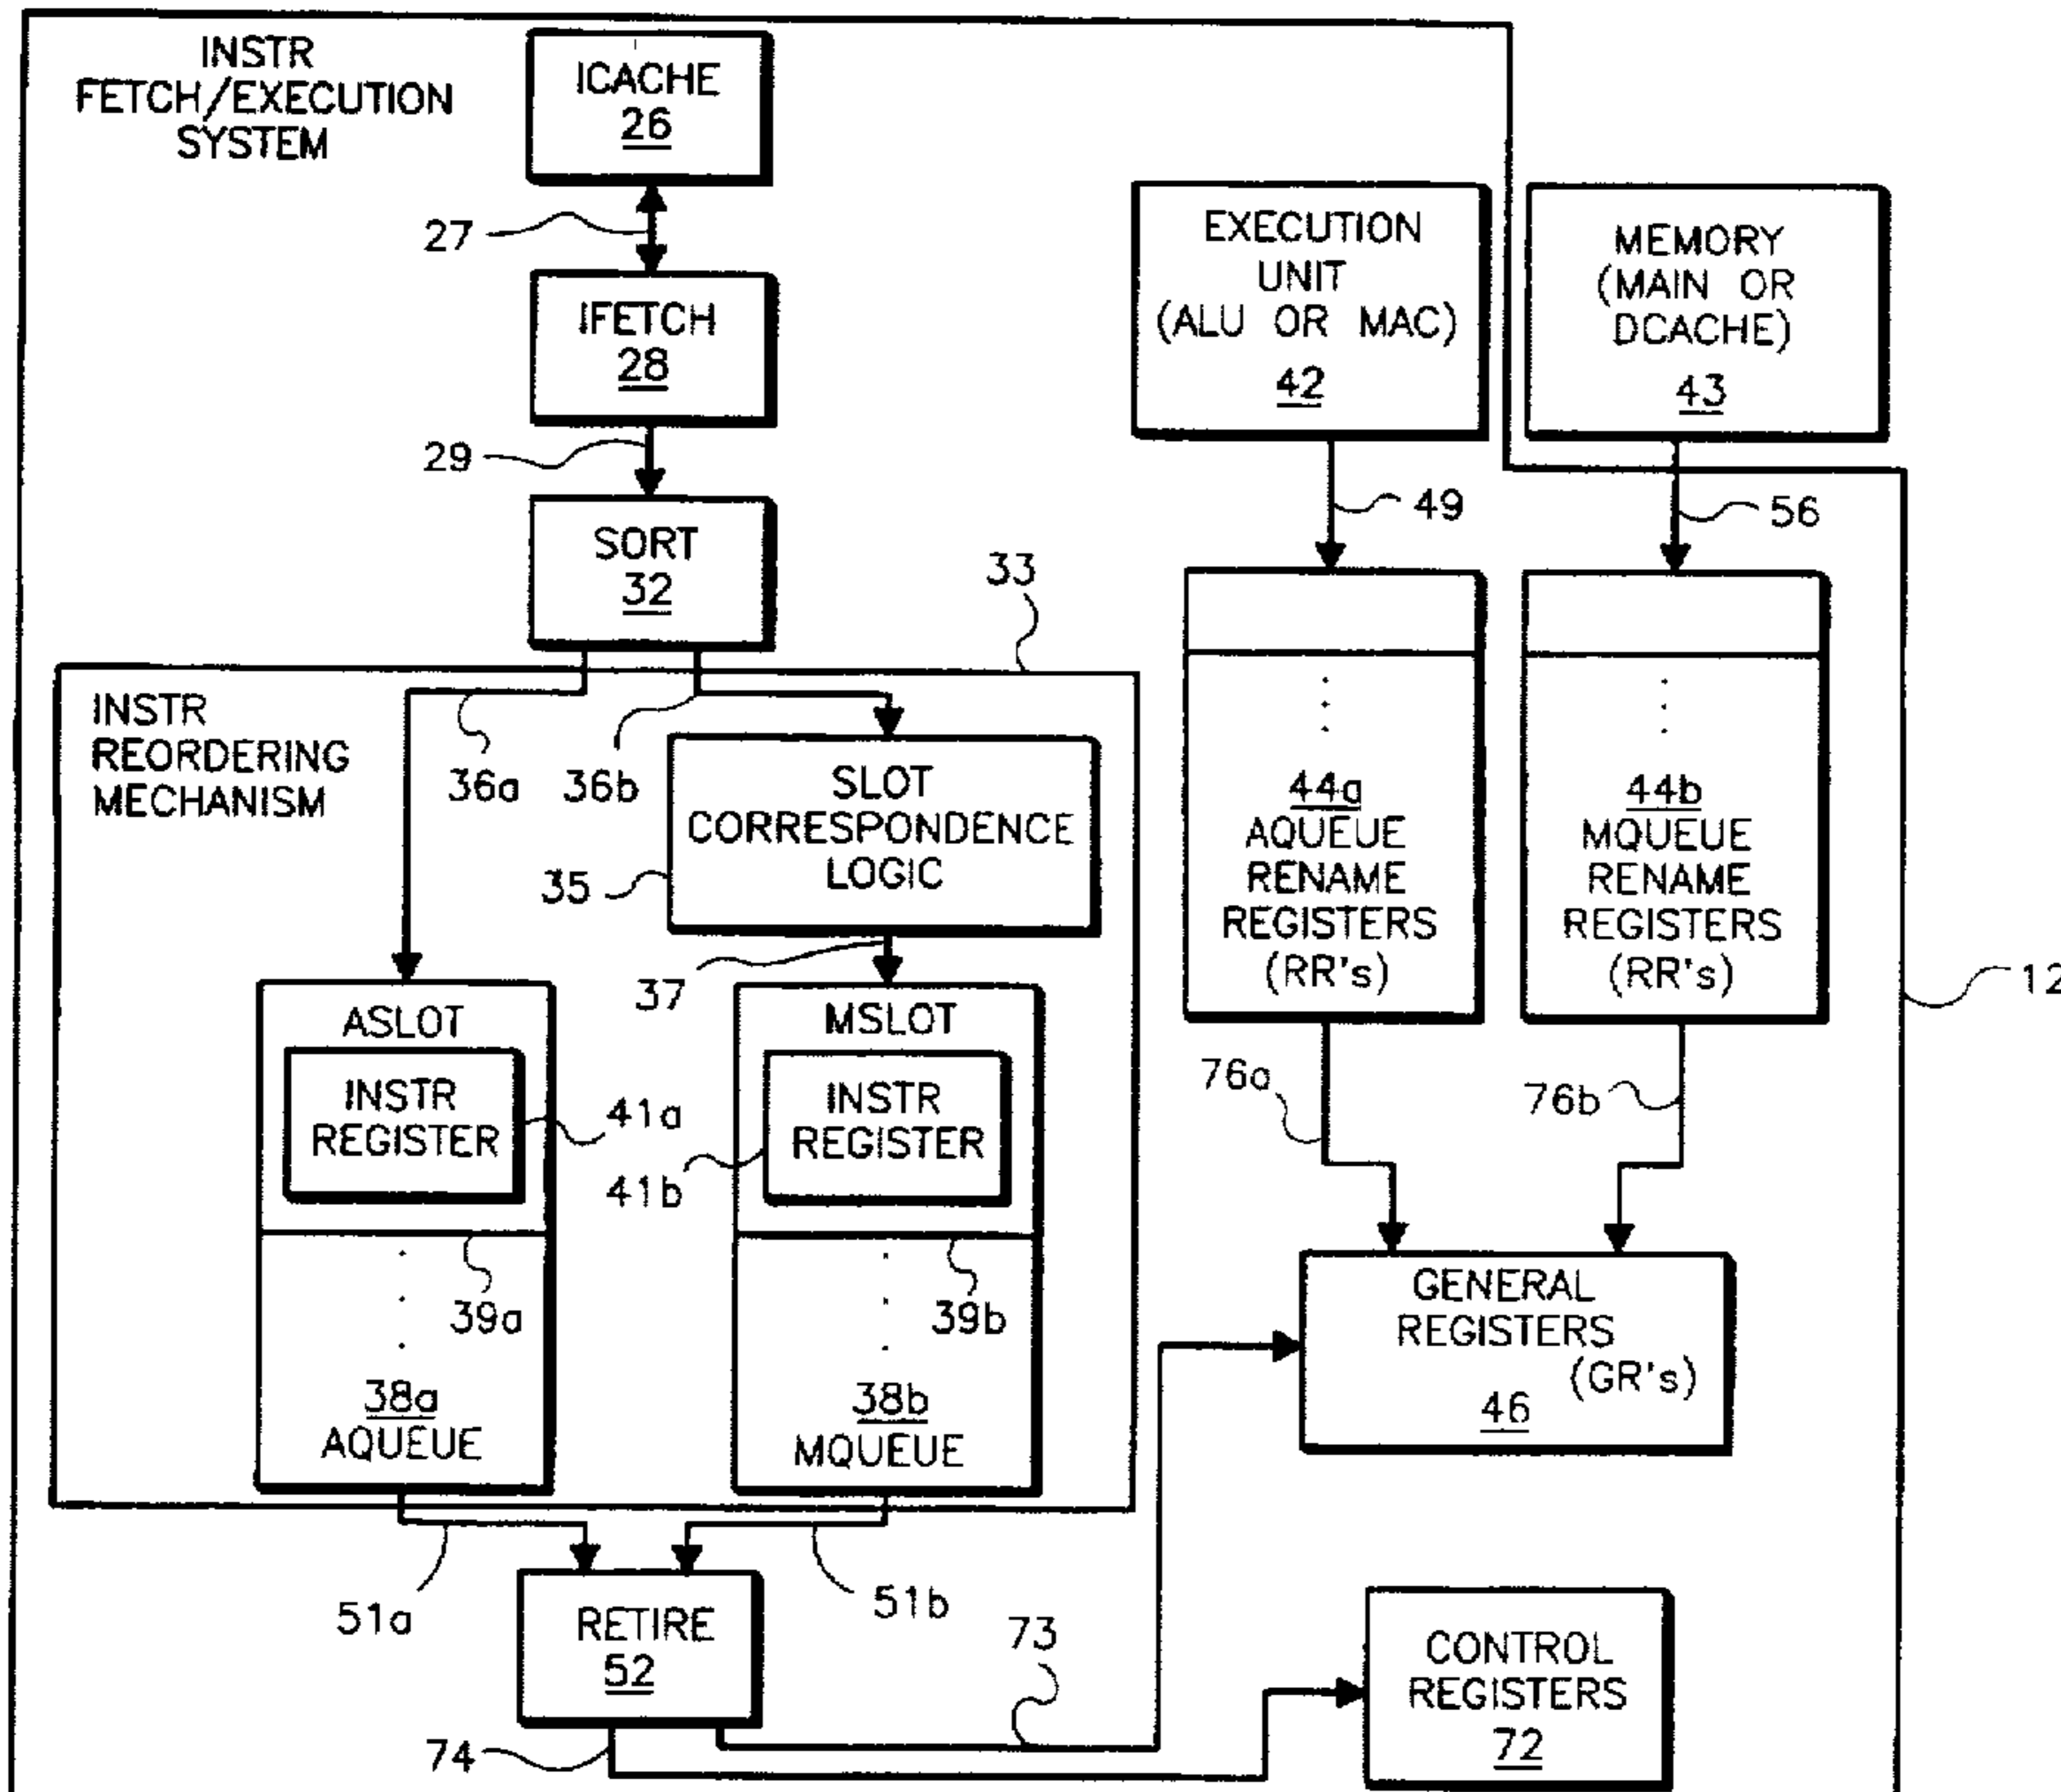 INSTR
FETCH/EXECUTION
SYSTEM
ICACHE
26
27
IFETCH
28
29
SORT
32
EXECUTION
UNIT
(ALU OR MAC)
42
MEMORY
(MAIN OR
DCACHE)
43
49
56
33
INSTR
REORDERING
MECHANISM
36a
36b
SLOT
CORRESPONDENCE
LOGIC
35
37
44a
AQUEUE
RENAME
REGISTERS
(RR's)
44b
MQUEUE
RENAME
REGISTERS
(RR's)
12
ASLOT
INSTR
REGISTER
41a
MSLOT
INSTR
REGISTER
41b
76a
76b
39a
39b
38a
AQUEUE
38b
MQUEUE
GENERAL
REGISTERS
(GR's)
46
51a
51b
RETIRE
52
73
74
CONTROL
REGISTERS
72